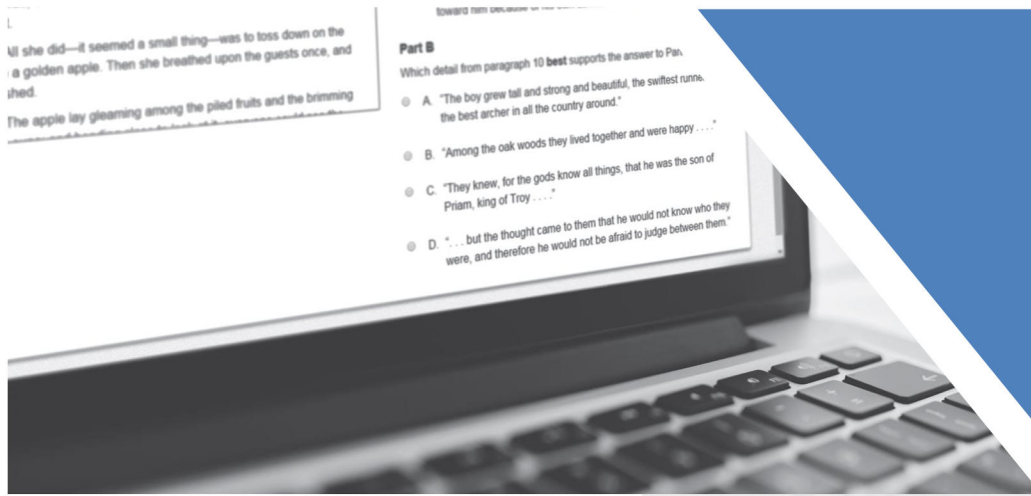 All she did—it seemed a small thing—was to toss down on the
a golden apple. Then she breathed upon the guests once, and
The apple lay gleaming among the piled fruits and the brimming
toward him because of his
Part B
Which detail from paragraph 10 best supports the answer to
A. "The boy grew tall and strong and beautiful, the swiftest
the best archer in all the country around."
B. "Among the oak woods they lived together and were happy . . . ."
C. "They knew, for the gods know all things, that he was the son of
Priam, king of Troy . . . ."
D. ". . . but the thought came to them that he would not know who they
were, and therefore he would not be afraid to judge between them."